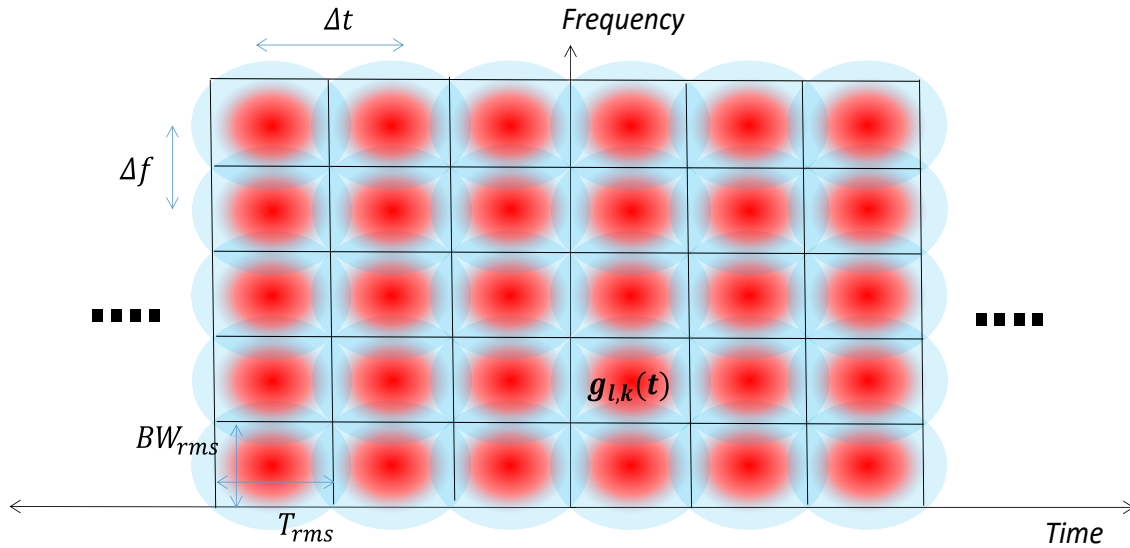 Δt
Frequency
Δf
g_{l,k}(t)
BW_{rms}
T_{rms}
Time